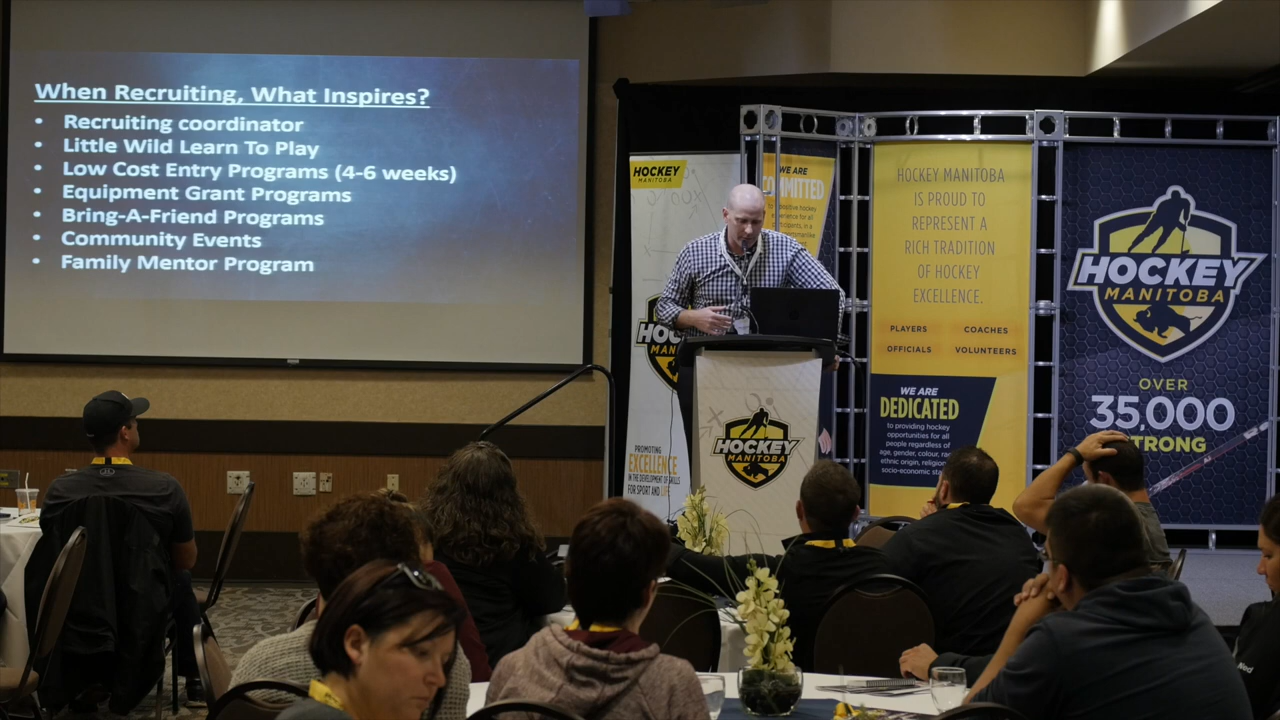 When Recruiting, What Inspires?
• Recruiting coordinator
• Little Wild Learn To Play
• Low Cost Entry Programs (4-6 weeks)
• Equipment Grant Programs
• Bring-A-Friend Programs
• Community Events
• Family Mentor Program
HOCKEY
MANITOBA
PROMOTING
EXCELLENCE
IN THE DEVELOPMENT OF SKILLS
FOR SPORT AND LIFE
WE ARE
HOCKEY
MANITOBA
HOCKEY MANITOBA
IS PROUD TO
REPRESENT A
RICH TRADITION
OF HOCKEY
EXCELLENCE.
PLAYERS COACHES
OFFICIALS VOLUNTEERS
WE ARE
DEDICATED
to providing hockey
opportunities for all
people regardless of
age, gender, colour,
ethnic origin,
HOCKEY
MANITOBA
OVER
35,000
STRONG